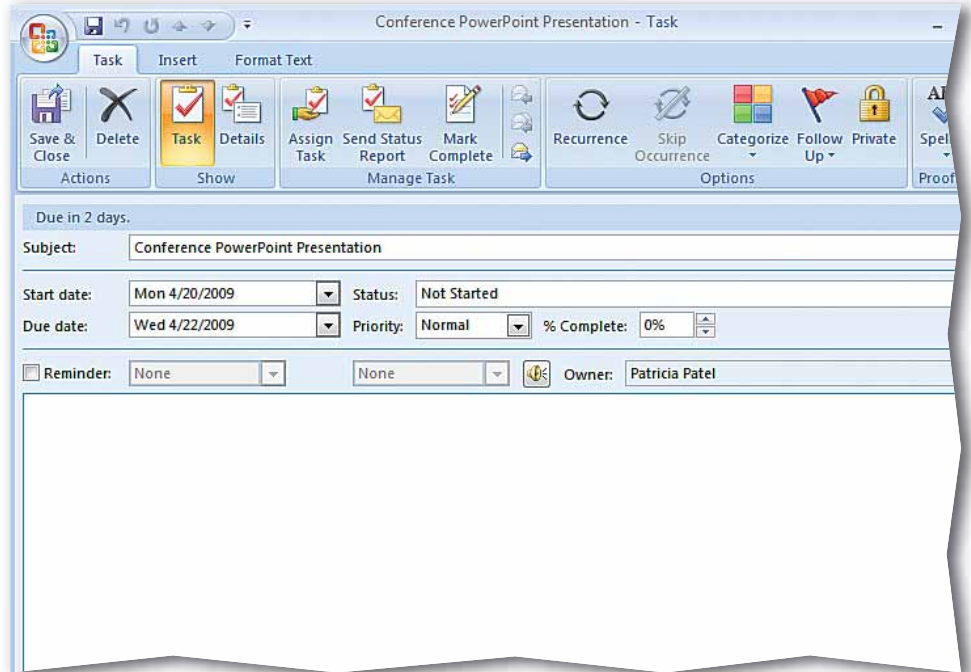 Conference PowerPoint Presentation - Task
Task Insert Format Text
Save & Close Delete Task Details Assign Task Send Status Report Mark Complete Recurrence Skip Occurrence Categorize Follow Up Private
Actions Show Manage Task Options
Due in 2 days.
Subject: Conference PowerPoint Presentation
Start date: Mon 4/20/2009 Status: Not Started
Due date: Wed 4/22/2009 Priority: Normal % Complete: 0%
Reminder: None None Owner: Patricia Patel